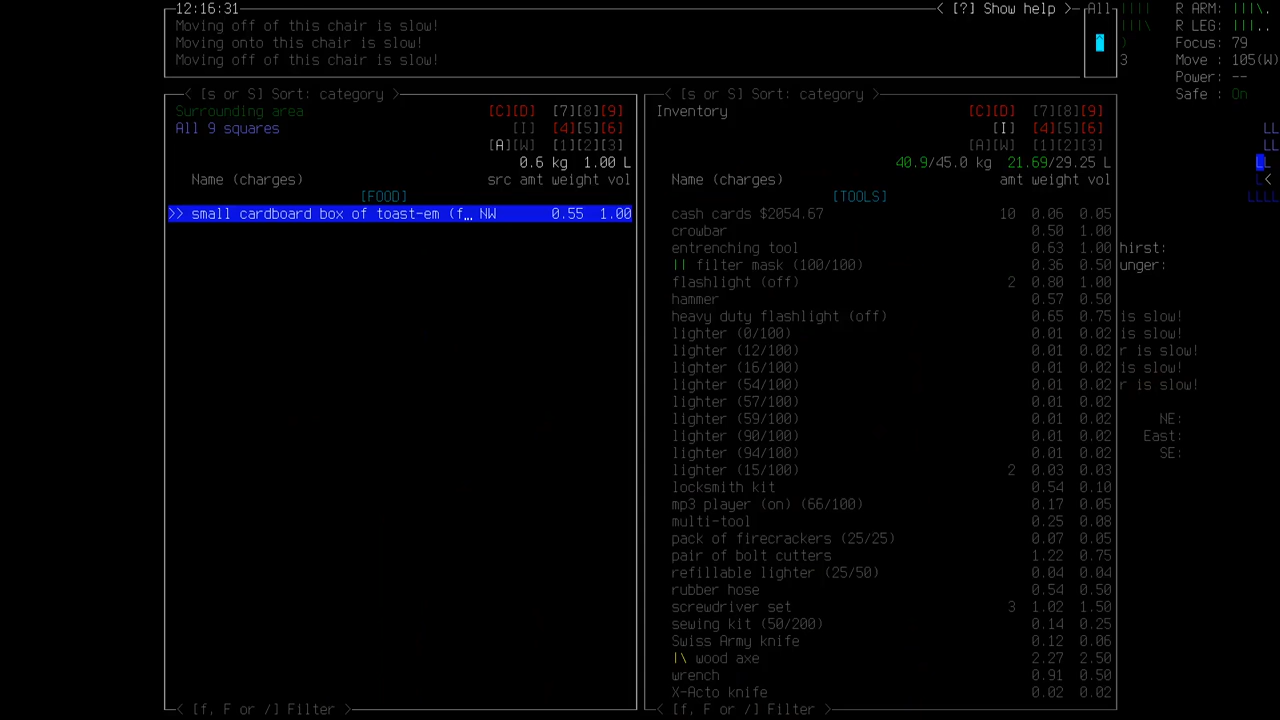 12:16:31 < [?] Show help > All R ARM: |||\.
Moving off of this chair is slow! R LEG: |||..
Moving onto this chair is slow! ^ ) Focus: 79
Moving off of this chair is slow! 3 Move : 105(W)
Power: --
< [s or S] Sort: category > < [s or S] Sort: category > Safe : On
Surrounding area [C][D] [7][8][9] Inventory [C][D] [7][8][9]
All 9 squares [I] [4][5][6] [I] [4][5][6] LL
[A][W] [1][2][3] [A][W] [1][2][3] LL
0.6 kg 1.00 L 40.9/45.0 kg 21.69/29.25 L LL
Name (charges) src amt weight vol Name (charges) amt weight vol L<
[FOOD] [TOOLS] LLLL
>> small cardboard box of toast-em (f… NW 0.55 1.00 cash cards $2054.67 10 0.06 0.05
crowbar 0.50 1.00
entrenching tool 0.63 1.00 hirst:
|| filter mask (100/100) 0.36 0.50 unger:
flashlight (off) 2 0.80 1.00
hammer 0.57 0.50
heavy duty flashlight (off) 0.65 0.75 is slow!
lighter (0/100) 0.01 0.02 is slow!
lighter (12/100) 0.01 0.02 r is slow!
lighter (16/100) 0.01 0.02 is slow!
lighter (54/100) 0.01 0.02 r is slow!
lighter (57/100) 0.01 0.02
lighter (59/100) 0.01 0.02 NE:
lighter (90/100) 0.01 0.02 East:
lighter (94/100) 0.01 0.02 SE:
lighter (15/100) 2 0.03 0.03
locksmith kit 0.54 0.10
mp3 player (on) (66/100) 0.17 0.05
multi-tool 0.25 0.08
pack of firecrackers (25/25) 0.07 0.05
pair of bolt cutters 1.22 0.75
refillable lighter (25/50) 0.04 0.04
rubber hose 0.54 0.50
screwdriver set 3 1.02 1.50
sewing kit (50/200) 0.14 0.25
Swiss Army knife 0.12 0.06
|\ wood axe 2.27 2.50
wrench 0.91 0.50
X-Acto knife 0.02 0.02
< [f, F or /] Filter > < [f, F or /] Filter >